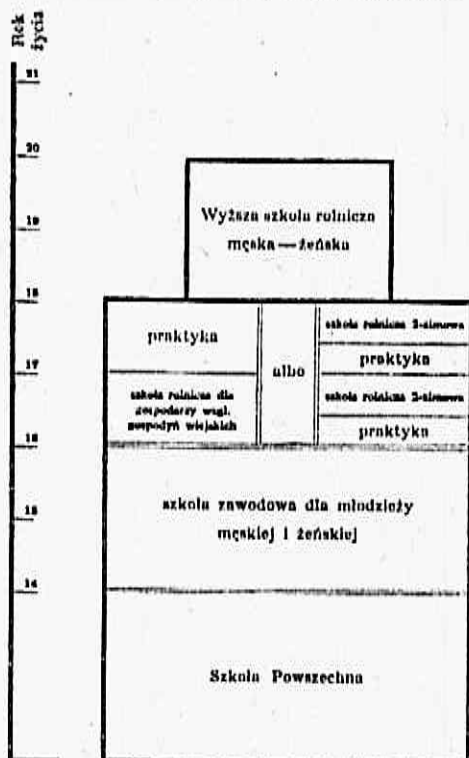 Rok
życia
21
20
19
18
17
16
15
14
Wyższa szkoła rolnicza
męska — żeńska
praktyka
szkoła rolnicza dla
gospodarzy wzgl.
gospodyń wiejskich
albo
szkoła rolnicza 2-zimowa
praktyka
szkoła rolnicza 2-zimowa
praktyka
szkoła zawodowa dla młodzieży
męskiej i żeńskiej
Szkoła Powszechna